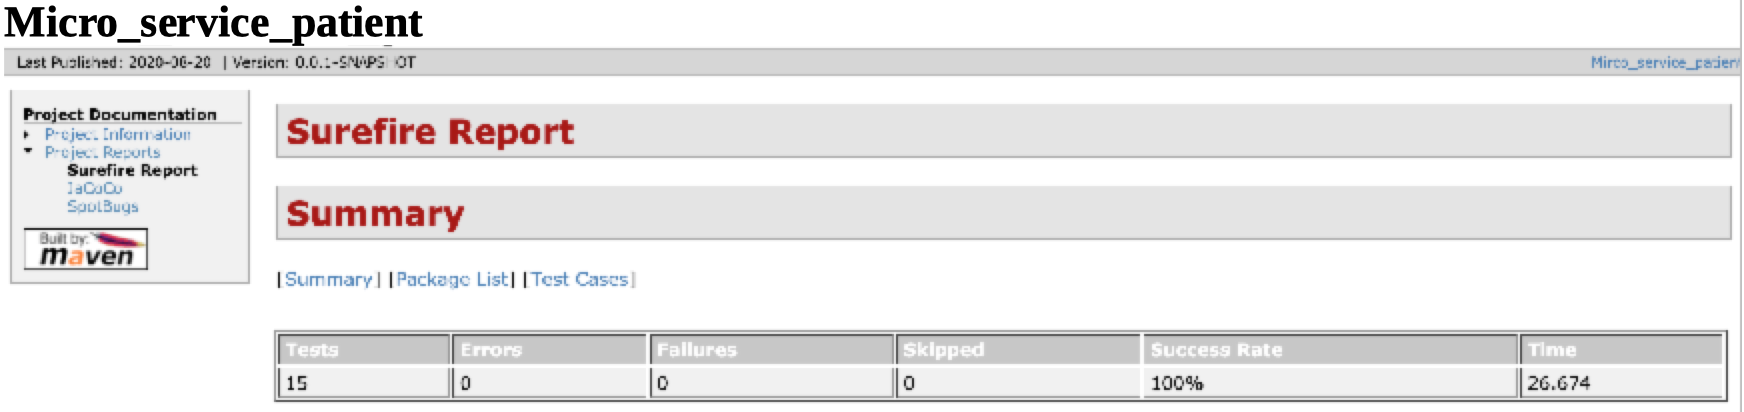 Micro_service_patient
Last Published: 2020-08-20 | Version: 0.0.1-SNAPSHOT
Mirco_service_patient
Project Documentation
Project Information
Project Reports
Surefire Report
JaCoCo
SpotBugs
Built by:
maven
Surefire Report
Summary
[Summary] [Package List] [Test Cases]
Tests Errors Failures Skipped Success Rate Time
15 0 0 0 100% 26.674